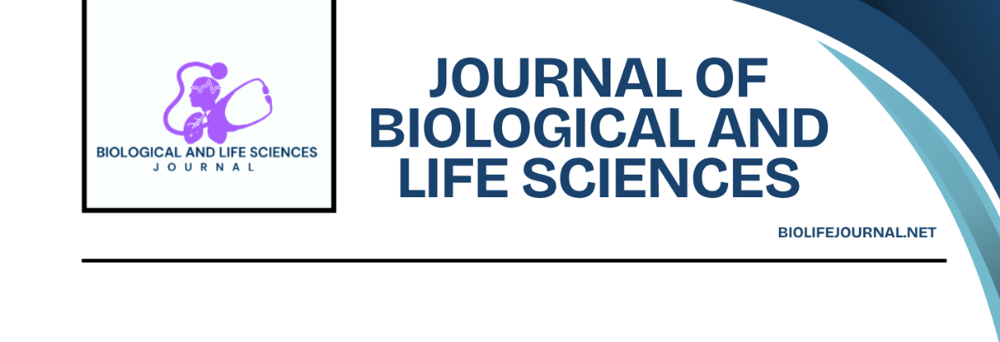 BIOLOGICAL AND LIFE SCIENCES
JOURNAL
JOURNAL OF
BIOLOGICAL AND
LIFE SCIENCES
BIOLIFEJOURNAL.NET